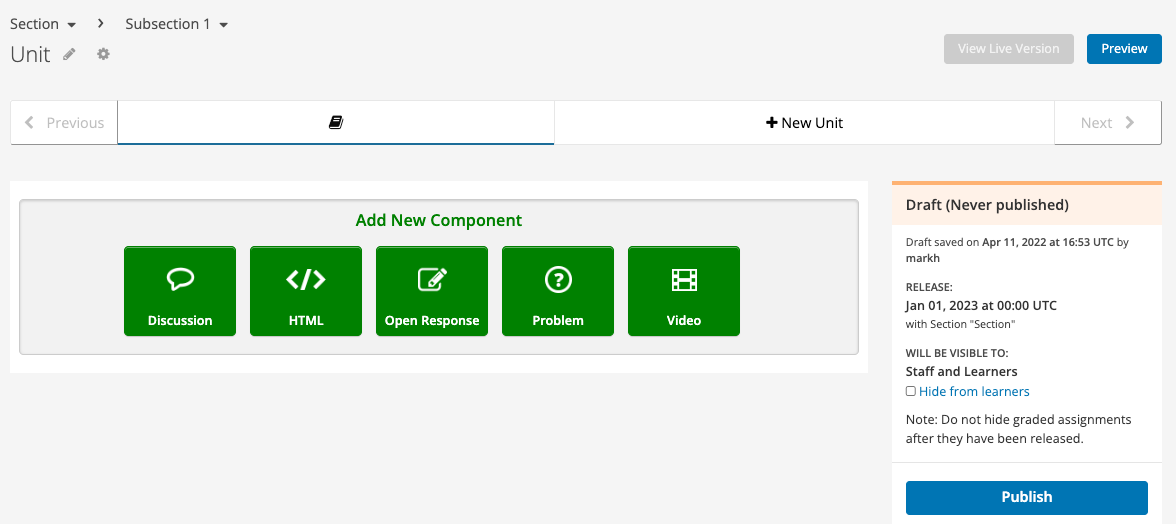 Section > Subsection 1
Unit
View Live Version
Preview
Previous
New Unit
Next
Add New Component
Discussion
HTML
Open Response
Problem
Video
Draft (Never published)
Draft saved on Apr 11, 2022 at 16:53 UTC by
markh
RELEASE:
Jan 01, 2023 at 00:00 UTC
with Section "Section"
WILL BE VISIBLE TO:
Staff and Learners
Hide from learners
Note: Do not hide graded assignments
after they have been released.
Publish